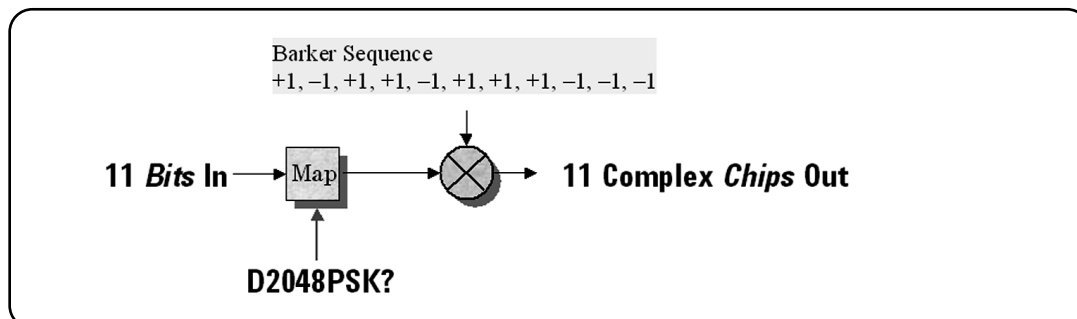 Barker Sequence
+1, –1, +1, +1, –1, +1, +1, +1, –1, –1, –1
11 Bits In
Map
11 Complex Chips Out
D2048PSK?